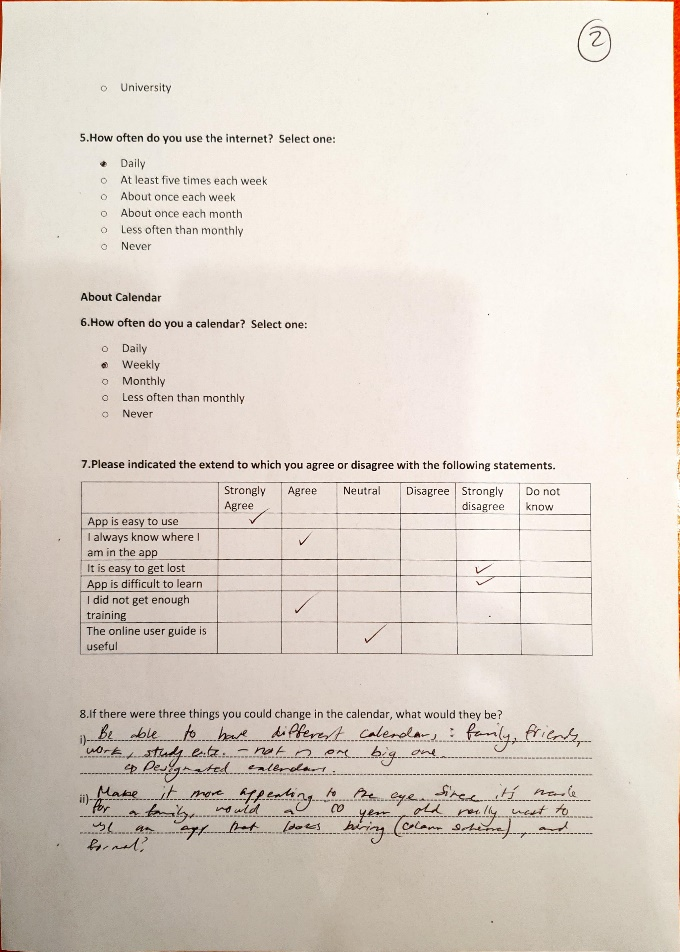 2
o University
5.How often do you use the internet? Select one:
Daily
o At least five times each week
o About once each week
o About once each month
o Less often than monthly
o Never
About Calendar
6.How often do you a calendar? Select one:
o Daily
Weekly
o Monthly
o Less often than monthly
o Never
7.Please indicated the extend to which you agree or disagree with the following statements.
Strongly Agree Agree Neutral Disagree Strongly disagree Do not know
App is easy to use ✓
I always know where I
am in the app ✓
It is easy to get lost ✓
App is difficult to learn ✓
I did not get enough
training ✓
The online user guide is
useful ✓
8.If there were three things you could change in the calendar, what would they be?
i) Be able to have different calendars, : family, friends,
work, study - not in one big one.
Designated calendars.
ii) Make it more appealing to the eye. Since it's made
for a family, would a 10 year old really want to
use an app that looks boring (colour scheme), and
formal?